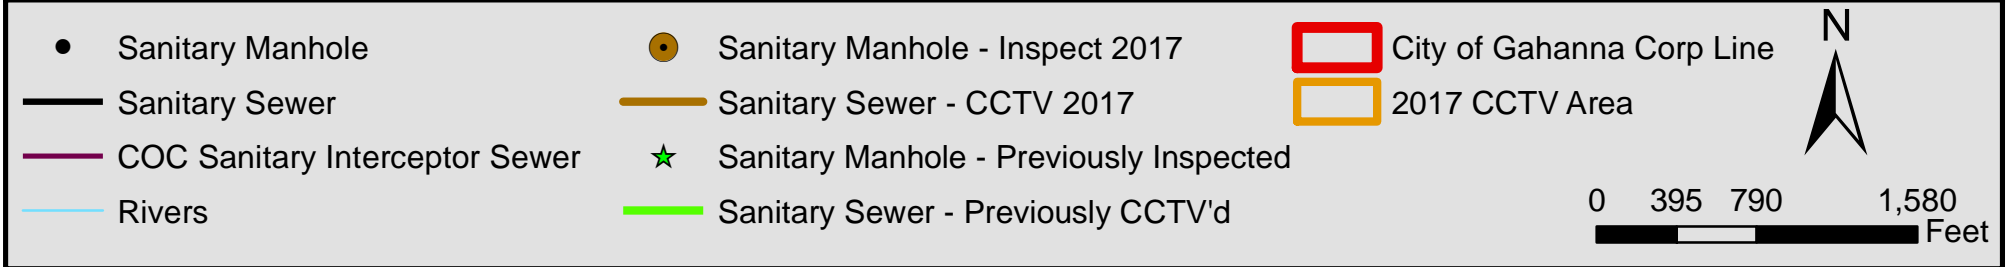 Sanitary Manhole
Sanitary Sewer
COC Sanitary Interceptor Sewer
Rivers
Sanitary Manhole - Inspect 2017
Sanitary Sewer - CCTV 2017
Sanitary Manhole - Previously Inspected
Sanitary Sewer - Previously CCTV'd
City of Gahanna Corp Line
2017 CCTV Area
N
0 395 790 1,580
Feet